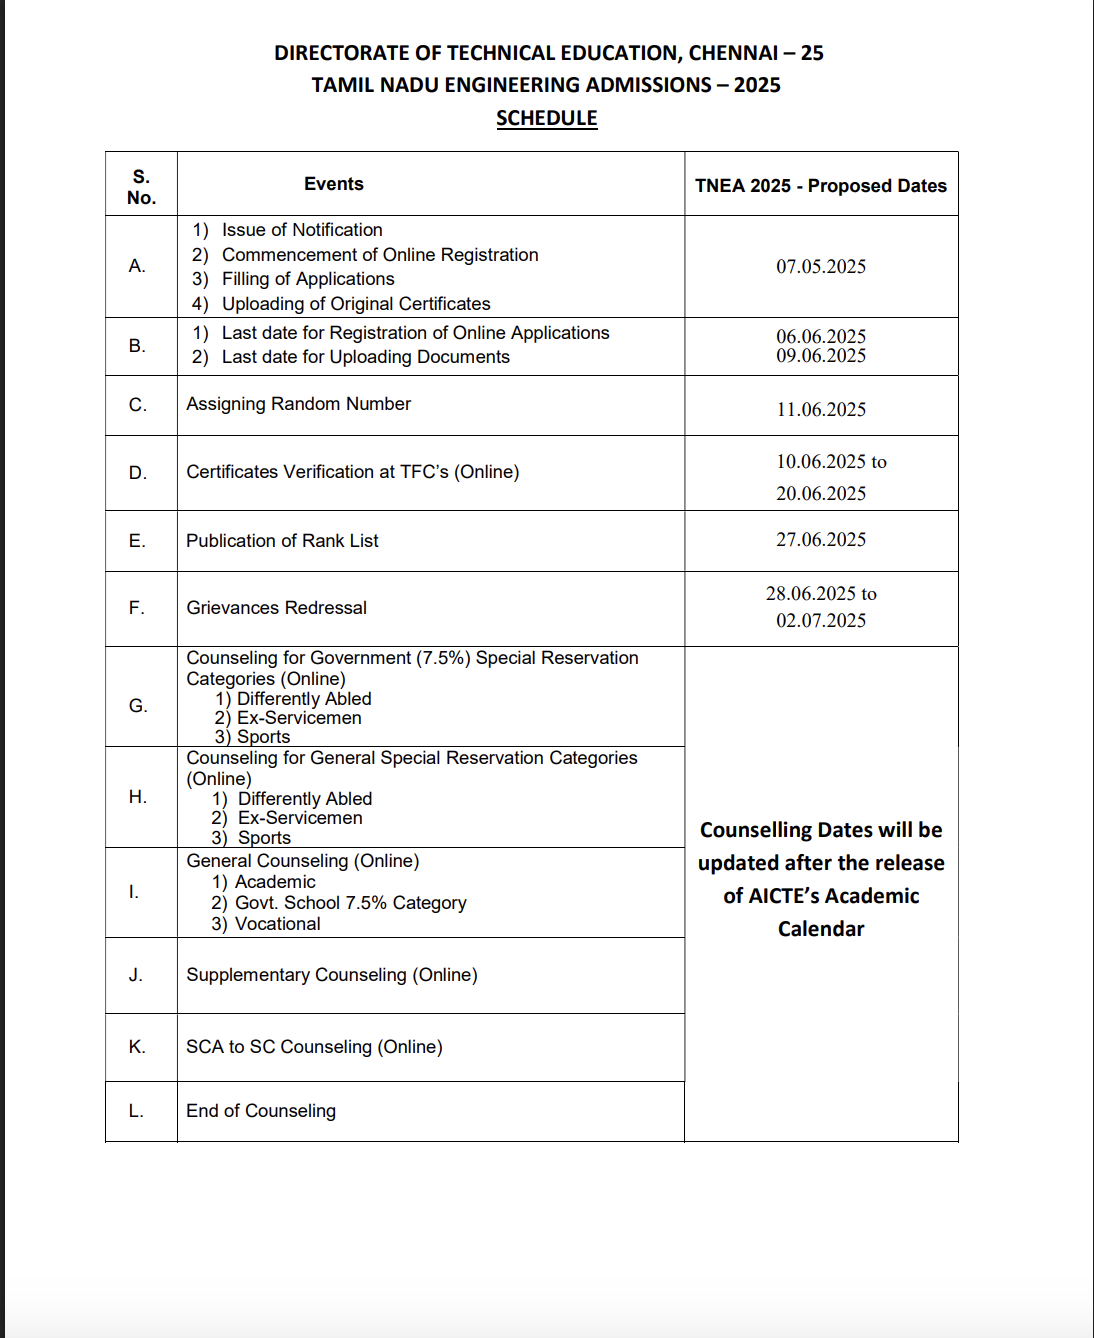 DIRECTORATE OF TECHNICAL EDUCATION, CHENNAI – 25
TAMIL NADU ENGINEERING ADMISSIONS – 2025
SCHEDULE
S. No.
Events
TNEA 2025 - Proposed Dates
A.
1) Issue of Notification
2) Commencement of Online Registration
3) Filling of Applications
4) Uploading of Original Certificates
07.05.2025
B.
1) Last date for Registration of Online Applications
2) Last date for Uploading Documents
06.06.2025
09.06.2025
C.
Assigning Random Number
11.06.2025
D.
Certificates Verification at TFC’s (Online)
10.06.2025 to
20.06.2025
E.
Publication of Rank List
27.06.2025
F.
Grievances Redressal
28.06.2025 to
02.07.2025
G.
Counseling for Government (7.5%) Special Reservation
Categories (Online)
1) Differently Abled
2) Ex-Servicemen
3) Sports
H.
Counseling for General Special Reservation Categories
(Online)
1) Differently Abled
2) Ex-Servicemen
3) Sports
I.
General Counseling (Online)
1) Academic
2) Govt. School 7.5% Category
3) Vocational
J.
Supplementary Counseling (Online)
K.
SCA to SC Counseling (Online)
L.
End of Counseling
Counselling Dates will be
updated after the release
of AICTE’s Academic
Calendar